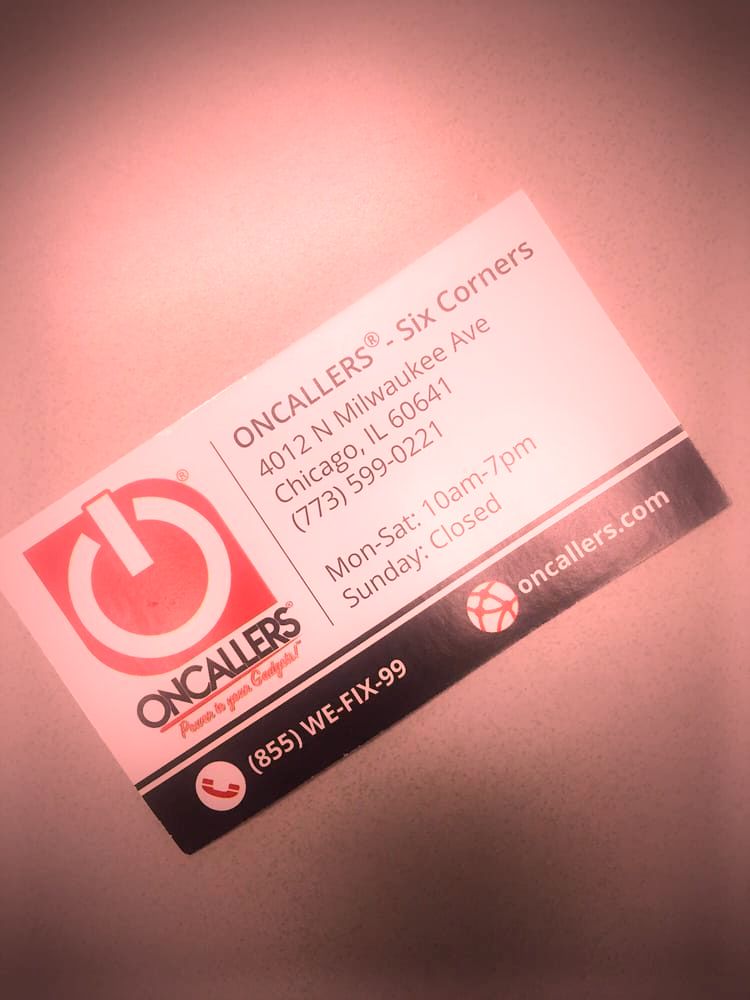 ONCALLERS® - Six Corners
4012 N Milwaukee Ave
Chicago, IL 60641
(773) 599-0221
Mon-Sat: 10am-7pm
Sunday: Closed
®
ONCALLERS®
Power to your Gadgets!™
(855) WE-FIX-99
oncallers.com